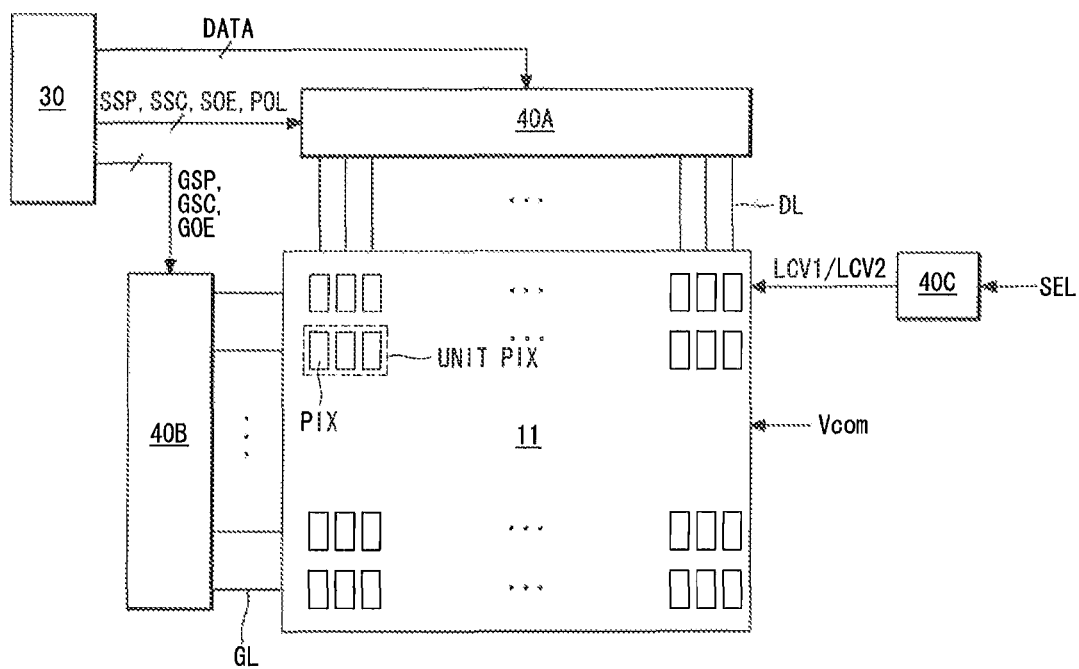 DATA
30
SSP, SSC, SOE, POL
40A
GSP,
GSC,
GOE
DL
LCV1/LCV2
40C
SEL
UNIT PIX
PIX
40B
11
Vcom
GL